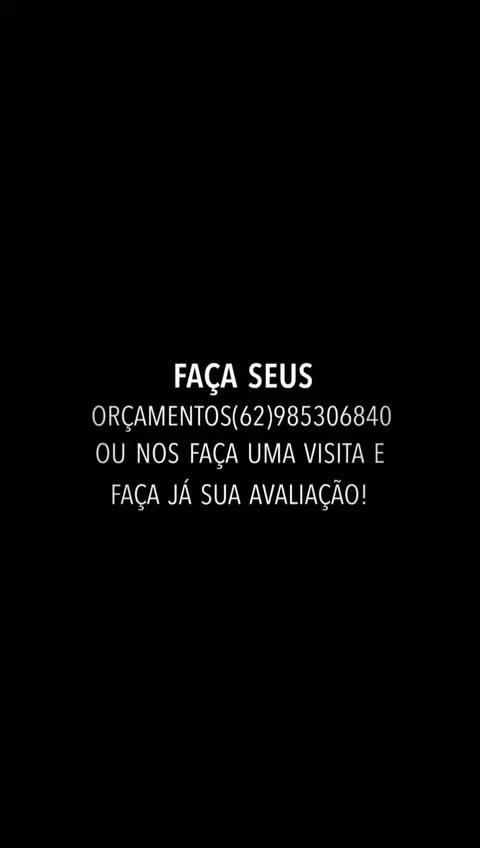 FAÇA SEUS
ORÇAMENTOS(62)985306840
OU NOS FAÇA UMA VISITA E
FAÇA JÁ SUA AVALIAÇÃO!